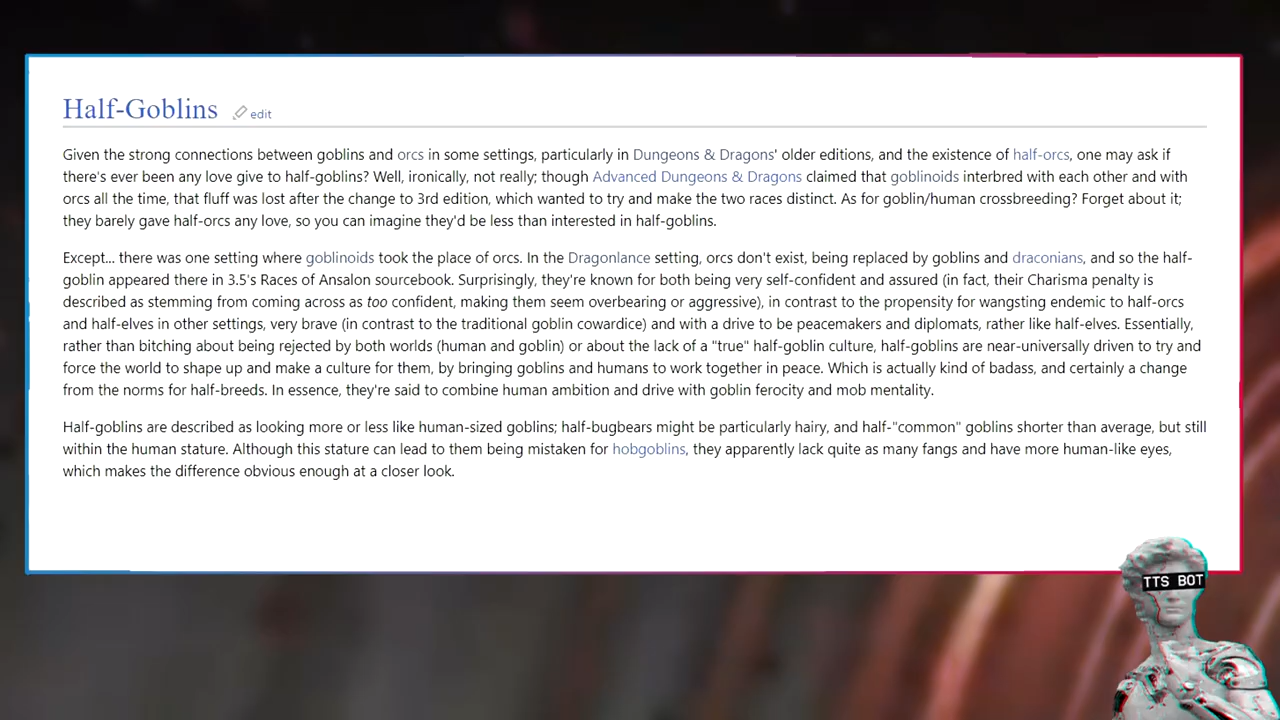 Half-Goblins edit
Given the strong connections between goblins and orcs in some settings, particularly in Dungeons & Dragons' older editions, and the existence of half-orcs, one may ask if
there's ever been any love give to half-goblins? Well, ironically, not really; though Advanced Dungeons & Dragons claimed that goblinoids interbred with each other and with
orcs all the time, that fluff was lost after the change to 3rd edition, which wanted to try and make the two races distinct. As for goblin/human crossbreeding? Forget about it;
they barely gave half-orcs any love, so you can imagine they'd be less than interested in half-goblins.
Except... there was one setting where goblinoids took the place of orcs. In the Dragonlance setting, orcs don't exist, being replaced by goblins and draconians, and so the half-
goblin appeared there in 3.5's Races of Ansalon sourcebook. Surprisingly, they're known for both being very self-confident and assured (in fact, their Charisma penalty is
described as stemming from coming across as too confident, making them seem overbearing or aggressive), in contrast to the propensity for wangsting endemic to half-orcs
and half-elves in other settings, very brave (in contrast to the traditional goblin cowardice) and with a drive to be peacemakers and diplomats, rather like half-elves. Essentially,
rather than bitching about being rejected by both worlds (human and goblin) or about the lack of a "true" half-goblin culture, half-goblins are near-universally driven to try and
force the world to shape up and make a culture for them, by bringing goblins and humans to work together in peace. Which is actually kind of badass, and certainly a change
from the norms for half-breeds. In essence, they're said to combine human ambition and drive with goblin ferocity and mob mentality.
Half-goblins are described as looking more or less like human-sized goblins; half-bugbears might be particularly hairy, and half-"common" goblins shorter than average, but still
within the human stature. Although this stature can lead to them being mistaken for hobgoblins, they apparently lack quite as many fangs and have more human-like eyes,
which makes the difference obvious enough at a closer look.
TTS BOT